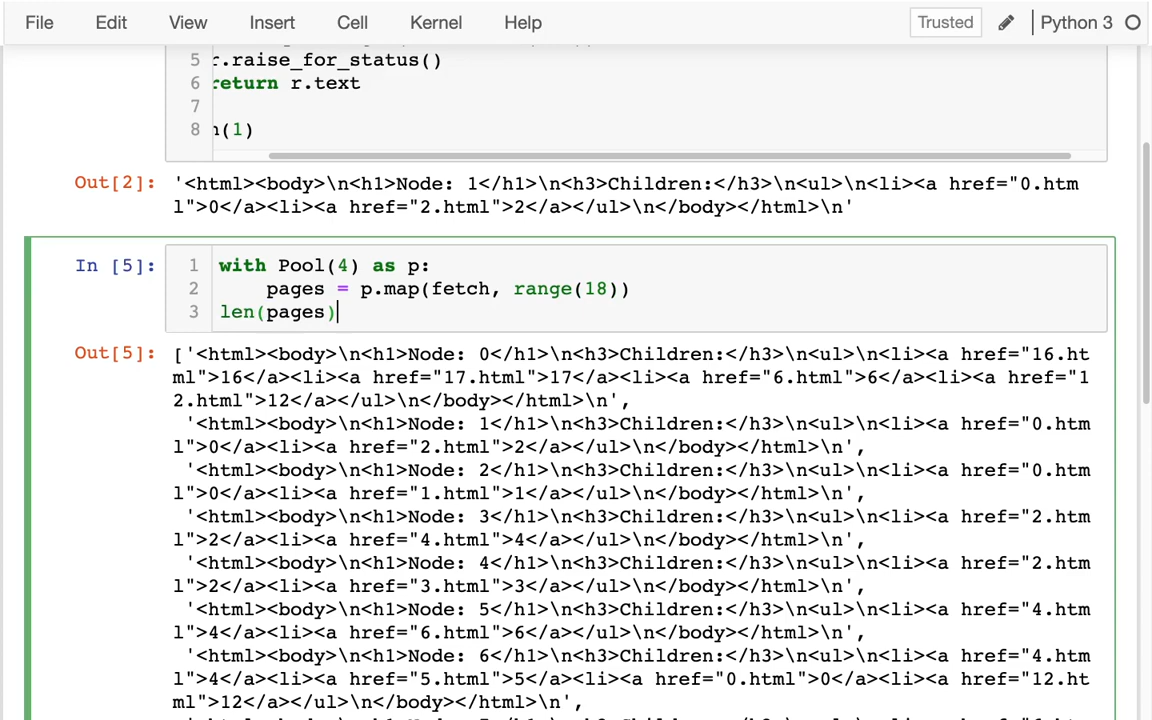 File Edit View Insert Cell Kernel Help Trusted Python 3
5 r.raise_for_status()
6 return r.text
7
8 n(1)
Out[2]: '<html><body>\n<h1>Node: 1</h1>\n<h3>Children:</h3>\n<ul>\n<li><a href="0.htm
l">0</a><li><a href="2.html">2</a></ul>\n</body></html>\n'
In [5]: 1 with Pool(4) as p:
2 pages = p.map(fetch, range(18))
3 len(pages)
Out[5]: ['<html><body>\n<h1>Node: 0</h1>\n<h3>Children:</h3>\n<ul>\n<li><a href="16.ht
ml">16</a><li><a href="17.html">17</a><li><a href="6.html">6</a><li><a href="1
2.html">12</a></ul>\n</body></html>\n',
'<html><body>\n<h1>Node: 1</h1>\n<h3>Children:</h3>\n<ul>\n<li><a href="0.htm
l">0</a><li><a href="2.html">2</a></ul>\n</body></html>\n',
'<html><body>\n<h1>Node: 2</h1>\n<h3>Children:</h3>\n<ul>\n<li><a href="0.htm
l">0</a><li><a href="1.html">1</a></ul>\n</body></html>\n',
'<html><body>\n<h1>Node: 3</h1>\n<h3>Children:</h3>\n<ul>\n<li><a href="2.htm
l">2</a><li><a href="4.html">4</a></ul>\n</body></html>\n',
'<html><body>\n<h1>Node: 4</h1>\n<h3>Children:</h3>\n<ul>\n<li><a href="2.htm
l">2</a><li><a href="3.html">3</a></ul>\n</body></html>\n',
'<html><body>\n<h1>Node: 5</h1>\n<h3>Children:</h3>\n<ul>\n<li><a href="4.htm
l">4</a><li><a href="6.html">6</a></ul>\n</body></html>\n',
'<html><body>\n<h1>Node: 6</h1>\n<h3>Children:</h3>\n<ul>\n<li><a href="4.htm
l">4</a><li><a href="5.html">5</a><li><a href="0.html">0</a><li><a href="12.ht
ml">12</a></ul>\n</body></html>\n',